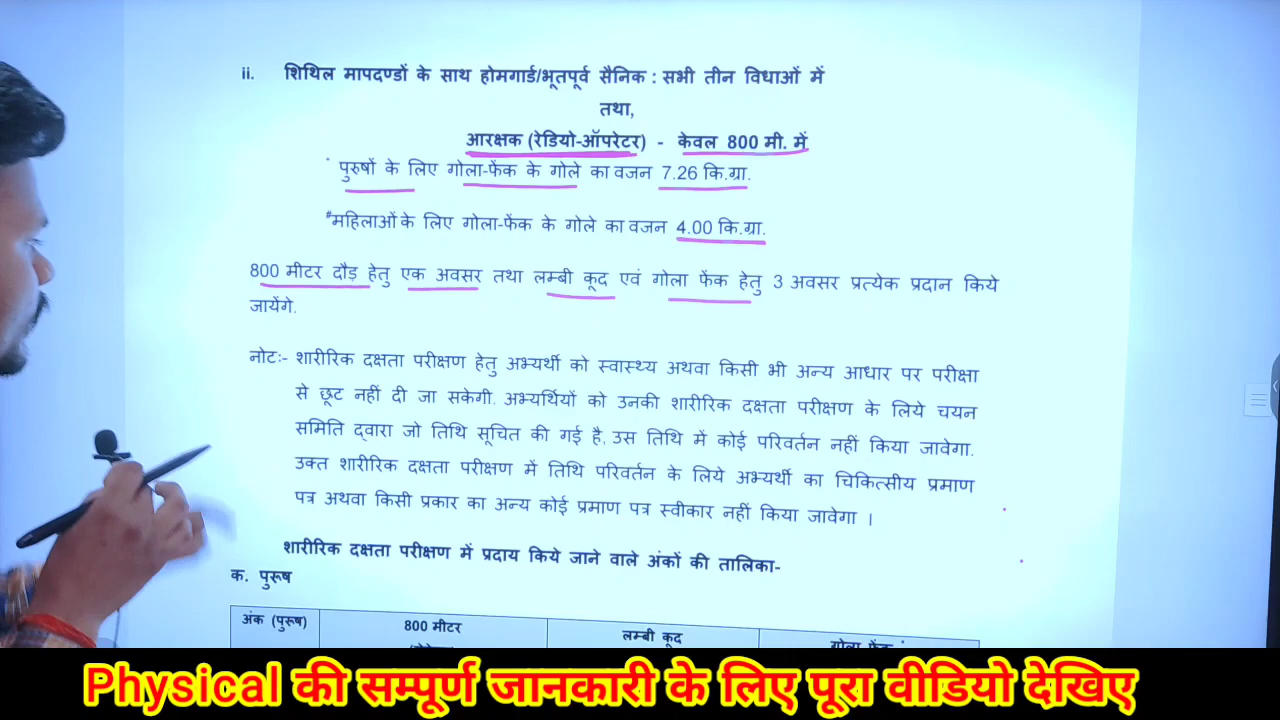 ii. शिथिल मापदण्डों के साथ होमगार्ड/भूतपूर्व सैनिक : सभी तीन विधाओं में
तथा,
आरक्षक (रेडियो-ऑपरेटर) - केवल 800 मी. में
* पुरुषों के लिए गोला-फेंक के गोले का वजन 7.26 कि.ग्रा.
#महिलाओं के लिए गोला-फेंक के गोले का वजन 4.00 कि.ग्रा.
800 मीटर दौड़ हेतु एक अवसर तथा लम्बी कूद एवं गोला फेंक हेतु 3 अवसर प्रत्येक प्रदान किये
जायेंगे.
नोटः- शारीरिक दक्षता परीक्षण हेतु अभ्यर्थी को स्वास्थ्य अथवा किसी भी अन्य आधार पर परीक्षा
से छूट नहीं दी जा सकेगी. अभ्यर्थियों को उनकी शारीरिक दक्षता परीक्षण के लिये चयन
समिति द्वारा जो तिथि सूचित की गई है, उस तिथि में कोई परिवर्तन नहीं किया जावेगा.
उक्त शारीरिक दक्षता परीक्षण में तिथि परिवर्तन के लिये अभ्यर्थी का चिकित्सीय प्रमाण
पत्र अथवा किसी प्रकार का अन्य कोई प्रमाण पत्र स्वीकार नहीं किया जावेगा ।
शारीरिक दक्षता परीक्षण में प्रदाय किये जाने वाले अंकों की तालिका-
क. पुरूष
अंक (पुरूष) 800 मीटर लम्बी कूद गोला फेंक
Physical की सम्पूर्ण जानकारी के लिए पूरा वीडियो देखिए